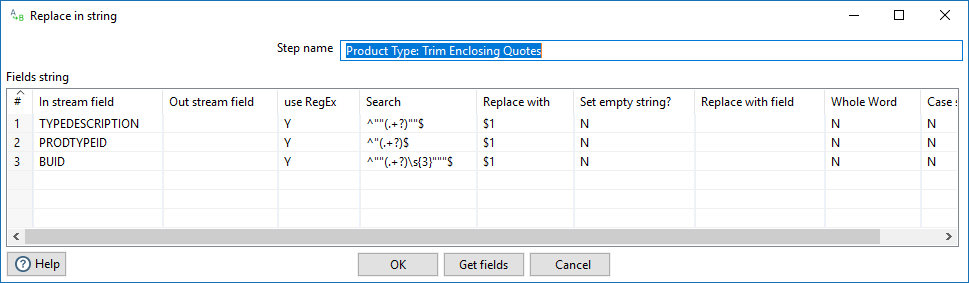 Replace in string
Step name Product Type: Trim Enclosing Quotes
Fields string
# In stream field Out stream field use RegEx Search Replace with Set empty string? Replace with field Whole Word Case s
1 TYPEDESCRIPTION Y ^""(.+?)""$ $1 N N N
2 PRODTYPEID Y ^"(.+?)$ $1 N N N
3 BUID Y ^""(.+?)\s{3}"""$ $1 N N N
Help OK Get fields Cancel